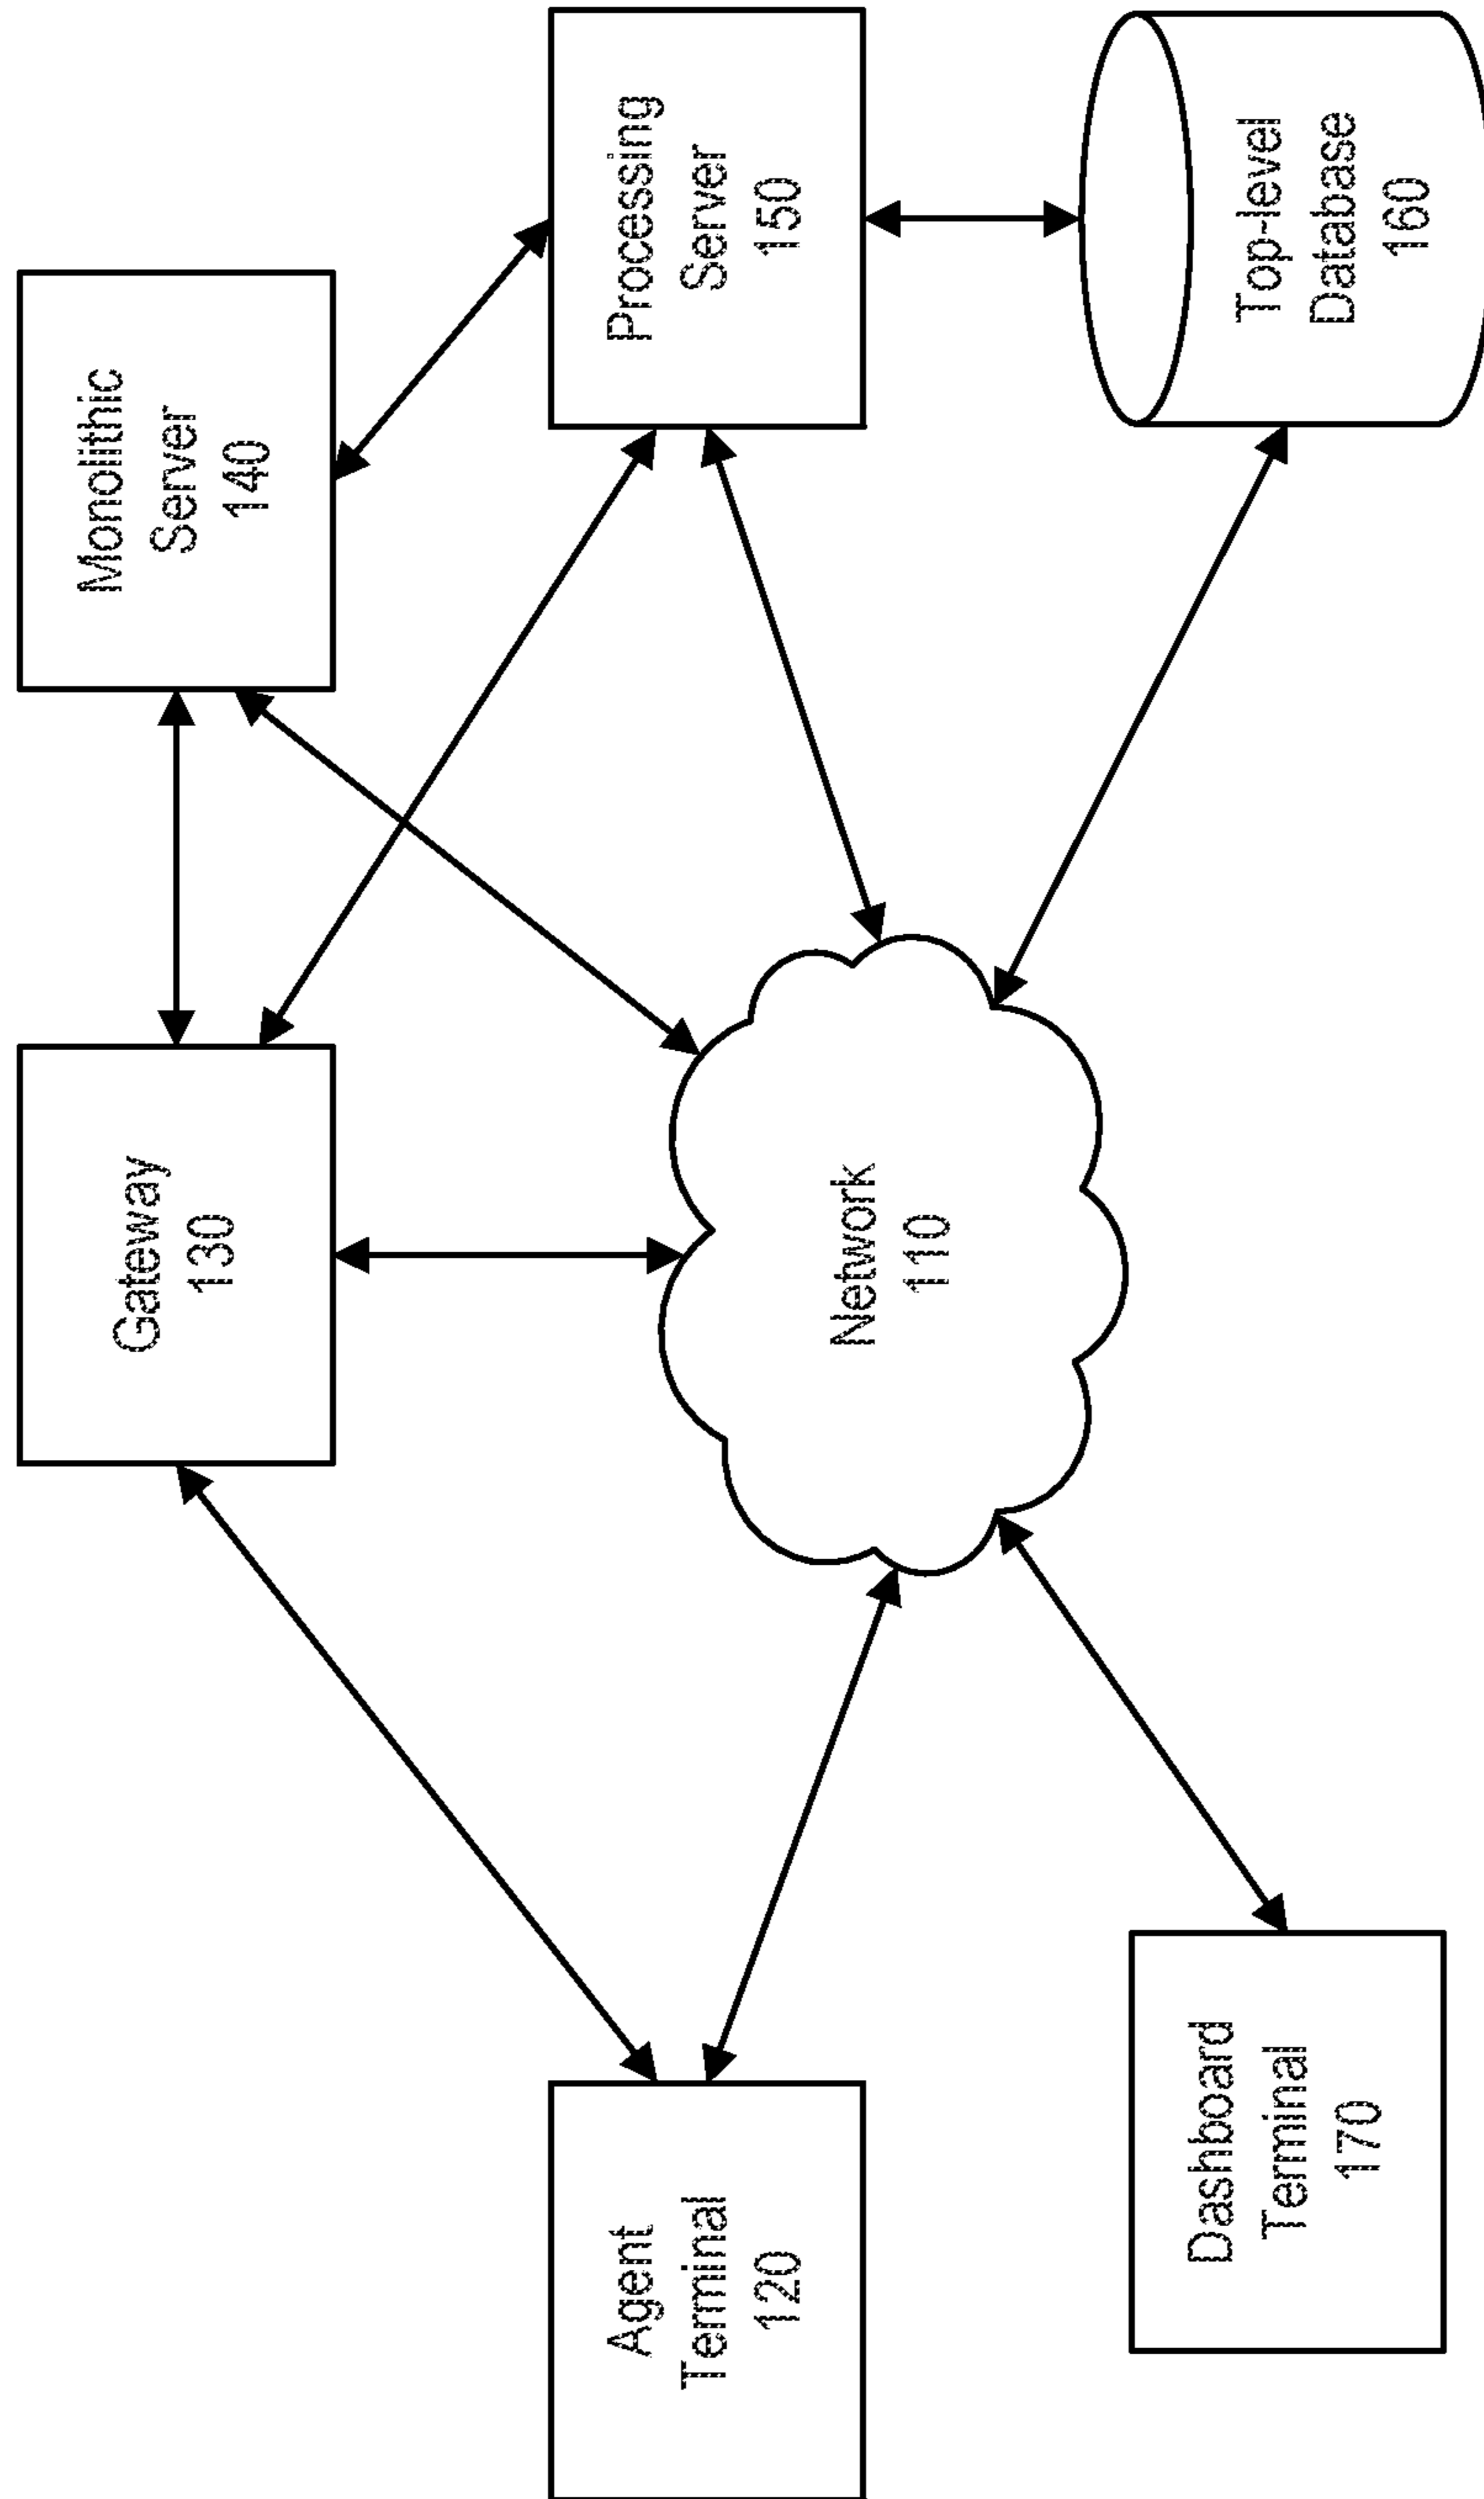 Gateway
130
Monolithic
Server
140
Agent
Terminal
120
Processing
Server
150
Network
110
Dashboard
Terminal
170
Top-level
Database
160